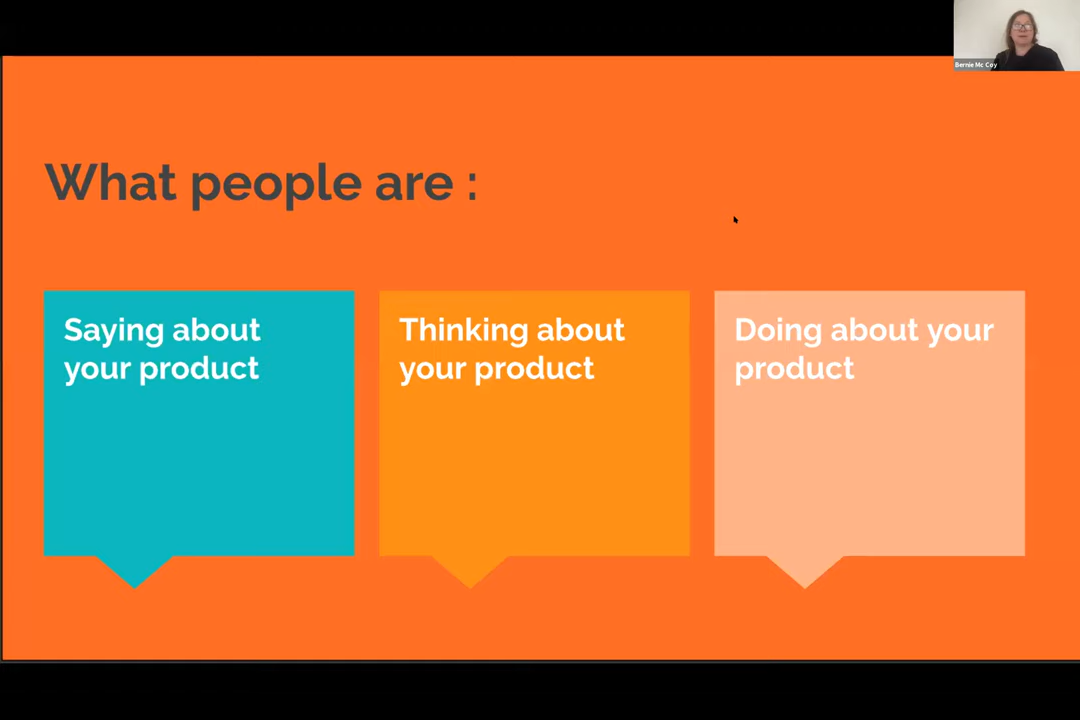 Bernie Mc Coy
What people are :
Saying about
your product
Thinking about
your product
Doing about your
product